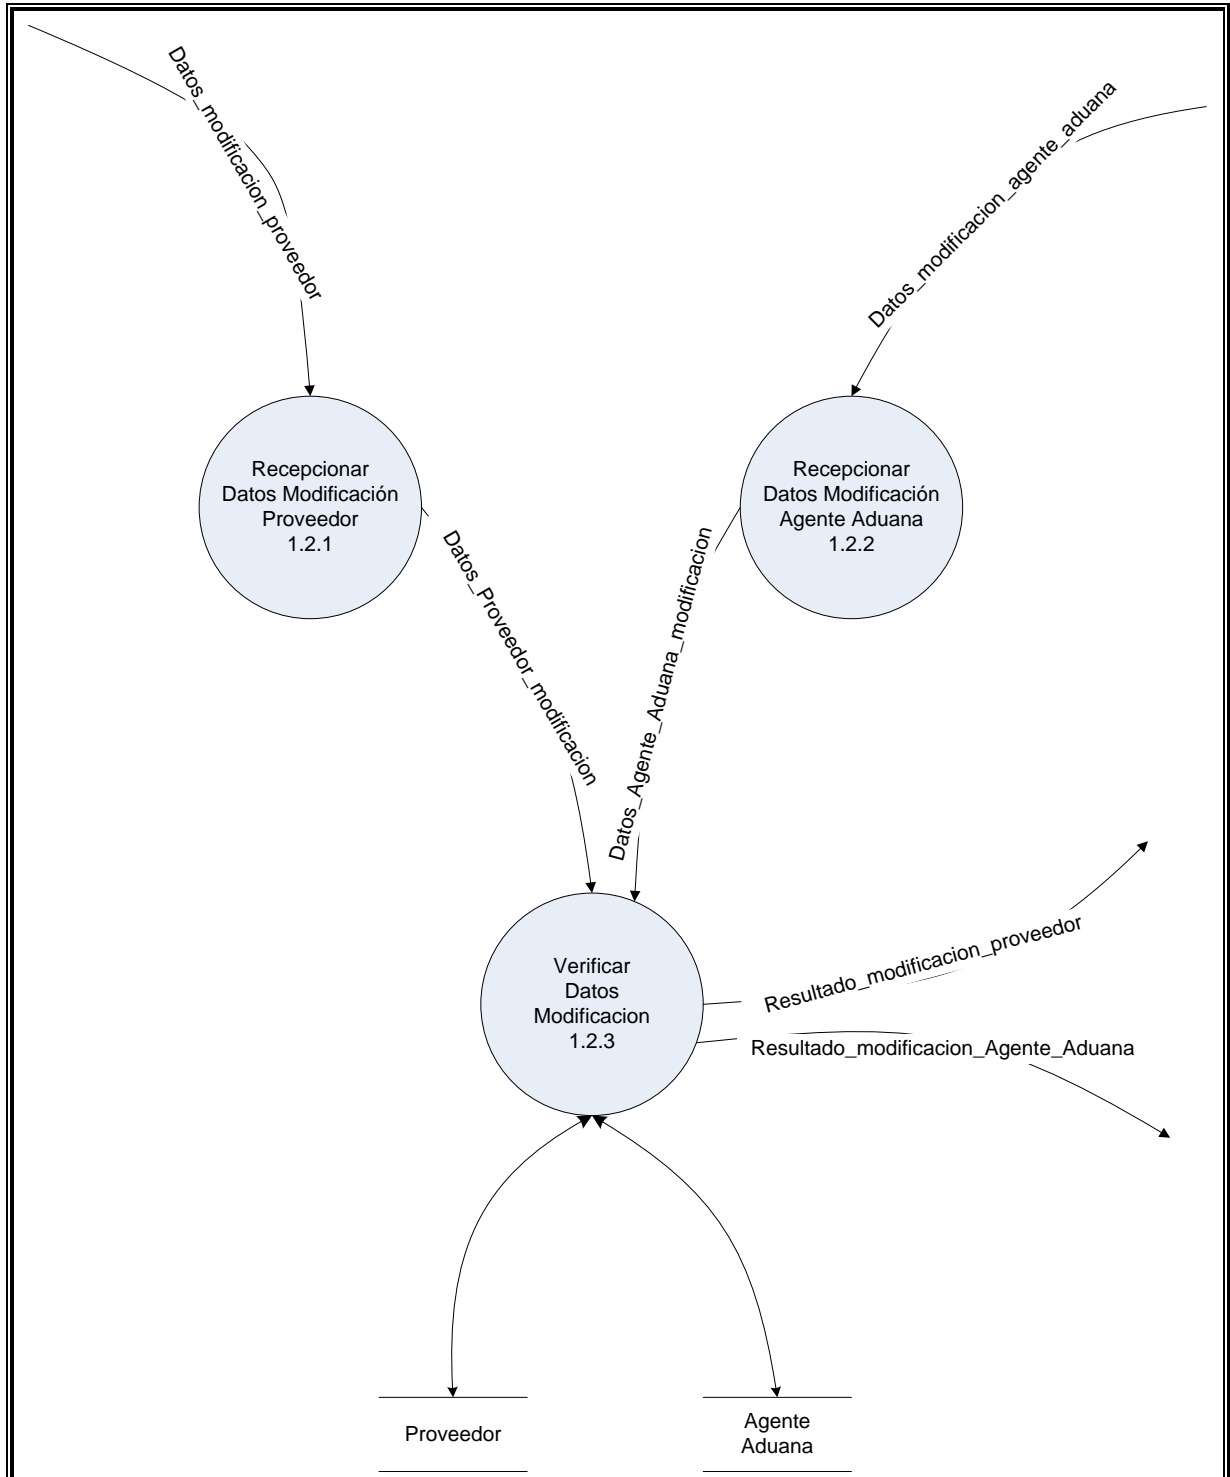 Datos_modificacion_proveedor
Datos_modificacion_agente_aduana
Recepcionar
Datos Modificación
Proveedor
1.2.1
Recepcionar
Datos Modificación
Agente Aduana
1.2.2
Datos_Proveedor_modificacion
Datos_Agente_Aduana_modificacion
Verificar
Datos
Modificacion
1.2.3
Resultado_modificacion_proveedor
Resultado_modificacion_Agente_Aduana
Proveedor
Agente
Aduana